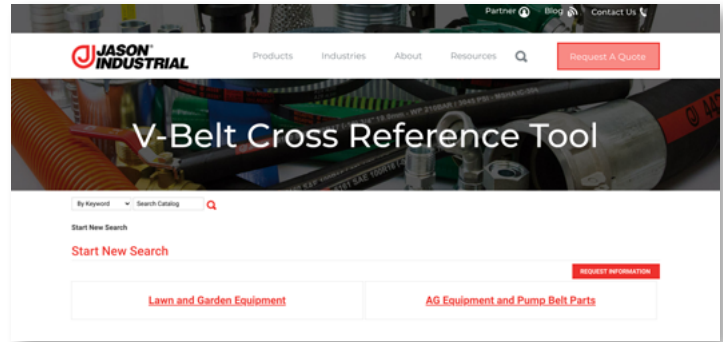 Partner Blog Contact Us
JASON
INDUSTRIAL
Products Industries About Resources Request A Quote
V-Belt Cross Reference Tool
By Keyword Search Catalog
Start New Search
Start New Search
REQUEST INFORMATION
Lawn and Garden Equipment AG Equipment and Pump Belt Parts